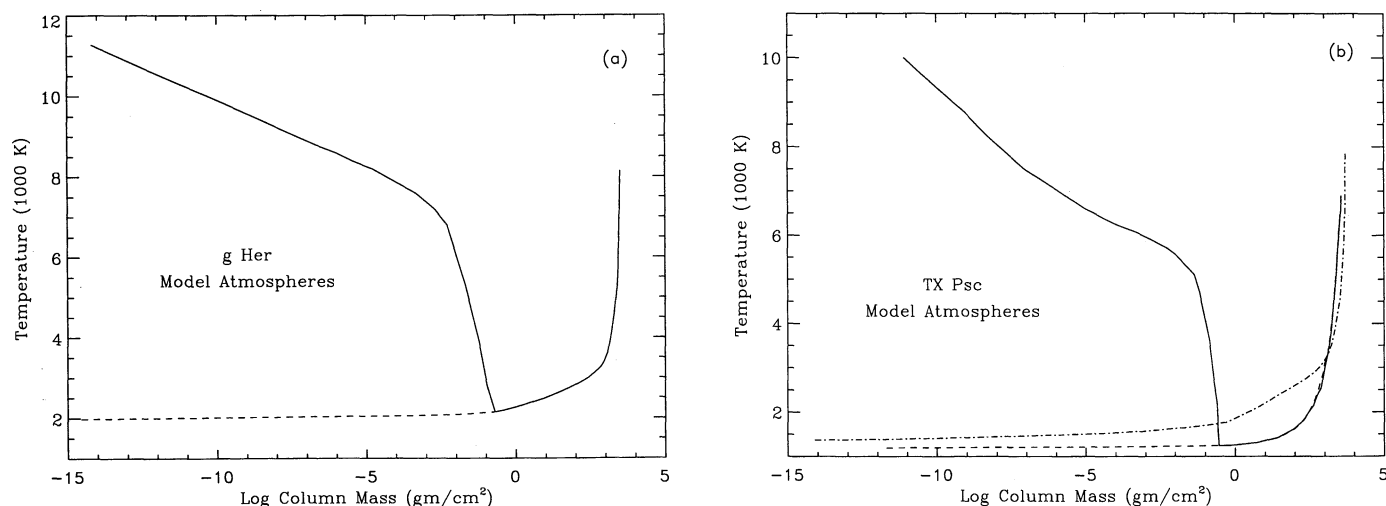 12
10
8
6
4
2
Temperature (1000 K)
(a)
g Her
Model Atmospheres
−15
−10
−5
0
5
Log Column Mass (gm/cm²)
10
8
6
4
2
Temperature (1000 K)
(b)
TX Psc
Model Atmospheres
−15
−10
−5
0
5
Log Column Mass (gm/cm²)